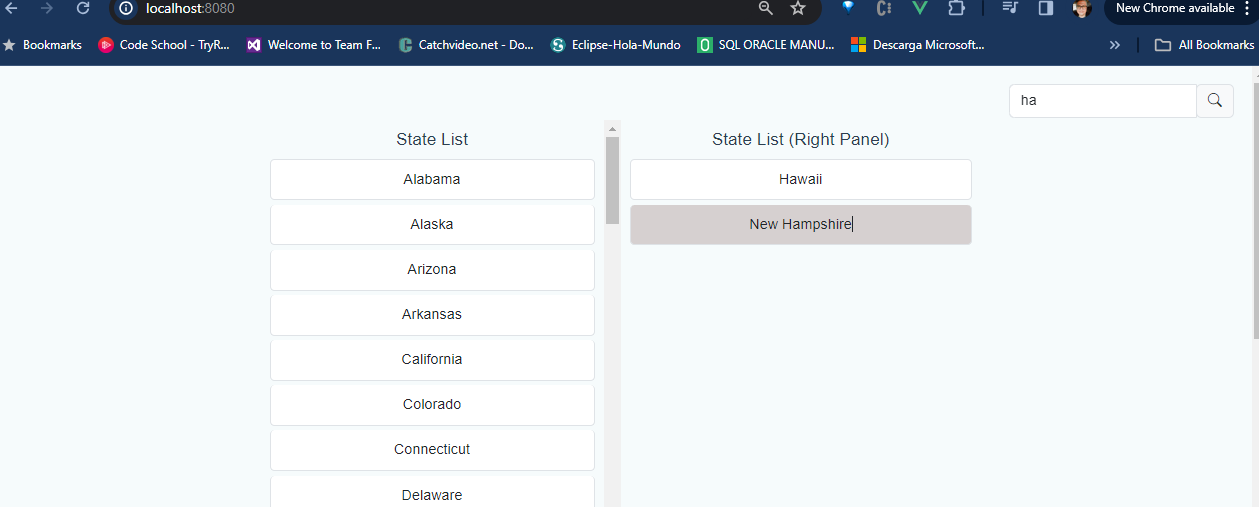 localhost:8080
New Chrome available
Bookmarks
Code School - TryR...
Welcome to Team F...
Catchvideo.net - Do...
Eclipse-Hola-Mundo
SQL ORACLE MANU...
Descarga Microsoft...
All Bookmarks
ha
State List
Alabama
Alaska
Arizona
Arkansas
California
Colorado
Connecticut
Delaware
State List (Right Panel)
Hawaii
New Hampshire